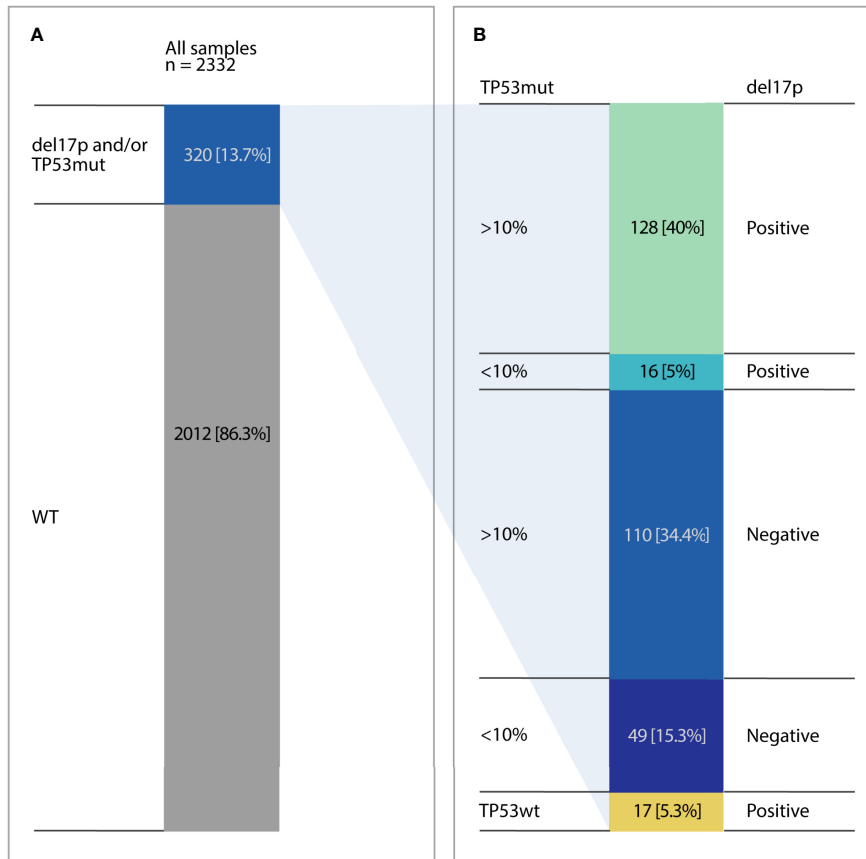 A
All samples
n = 2332
del17p and/or
TP53mut
320 [13.7%]
2012 [86.3%]
WT
B
TP53mut del17p
>10% 128 [40%] Positive
<10% 16 [5%] Positive
>10% 110 [34.4%] Negative
<10% 49 [15.3%] Negative
TP53wt 17 [5.3%] Positive